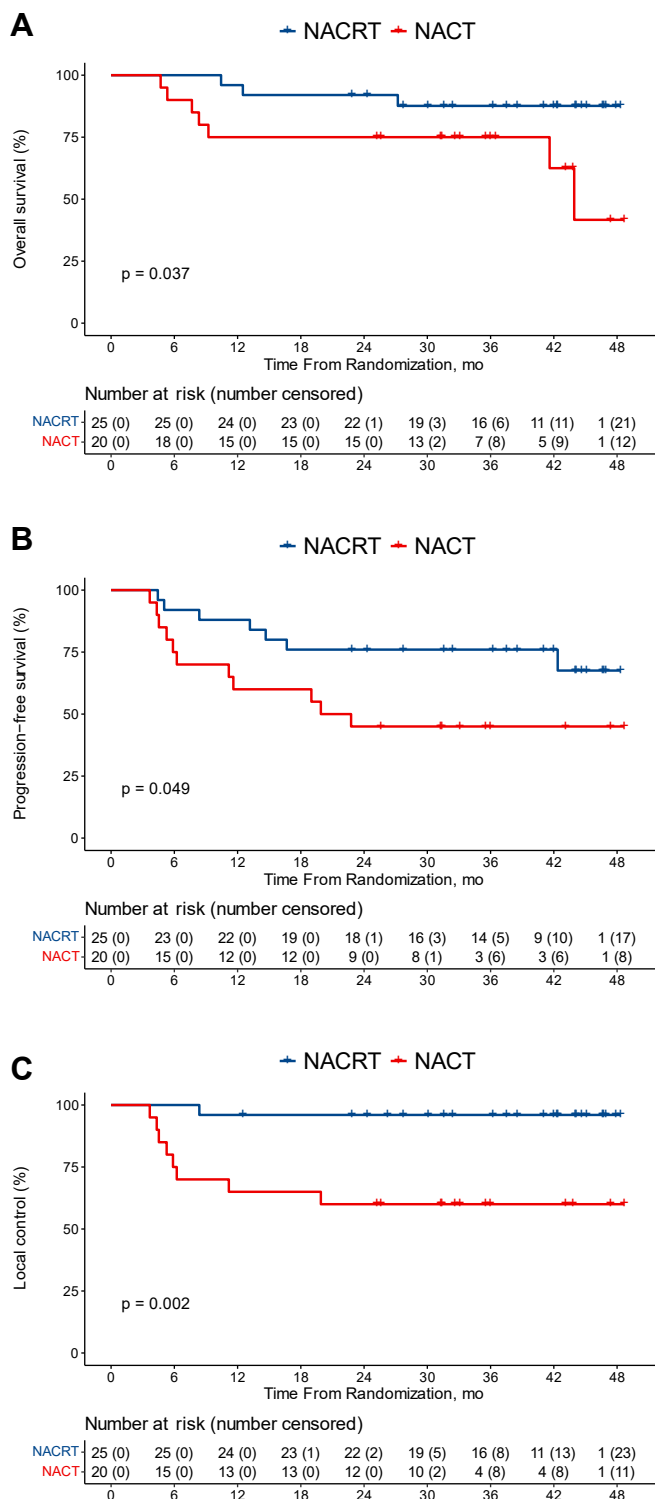 A
NACRT NACT
Overall survival (%)
100
75
50
25
0
p = 0.037
0 6 12 18 24 30 36 42 48
Time From Randomization, mo
Number at risk (number censored)
NACRT 25 (0) 25 (0) 24 (0) 23 (0) 22 (1) 19 (3) 16 (6) 11 (11) 1 (21)
NACT 20 (0) 18 (0) 15 (0) 15 (0) 15 (0) 13 (2) 7 (8) 5 (9) 1 (12)
0 6 12 18 24 30 36 42 48
B
NACRT NACT
Progression−free survival (%)
100
75
50
25
0
p = 0.049
0 6 12 18 24 30 36 42 48
Time From Randomization, mo
Number at risk (number censored)
NACRT 25 (0) 23 (0) 22 (0) 19 (0) 18 (1) 16 (3) 14 (5) 9 (10) 1 (17)
NACT 20 (0) 15 (0) 12 (0) 12 (0) 9 (0) 8 (1) 3 (6) 3 (6) 1 (8)
0 6 12 18 24 30 36 42 48
C
NACRT NACT
Local control (%)
100
75
50
25
0
p = 0.002
0 6 12 18 24 30 36 42 48
Time From Randomization, mo
Number at risk (number censored)
NACRT 25 (0) 25 (0) 24 (0) 23 (1) 22 (2) 19 (5) 16 (8) 11 (13) 1 (23)
NACT 20 (0) 15 (0) 13 (0) 13 (0) 12 (0) 10 (2) 4 (8) 4 (8) 1 (11)
0 6 12 18 24 30 36 42 48